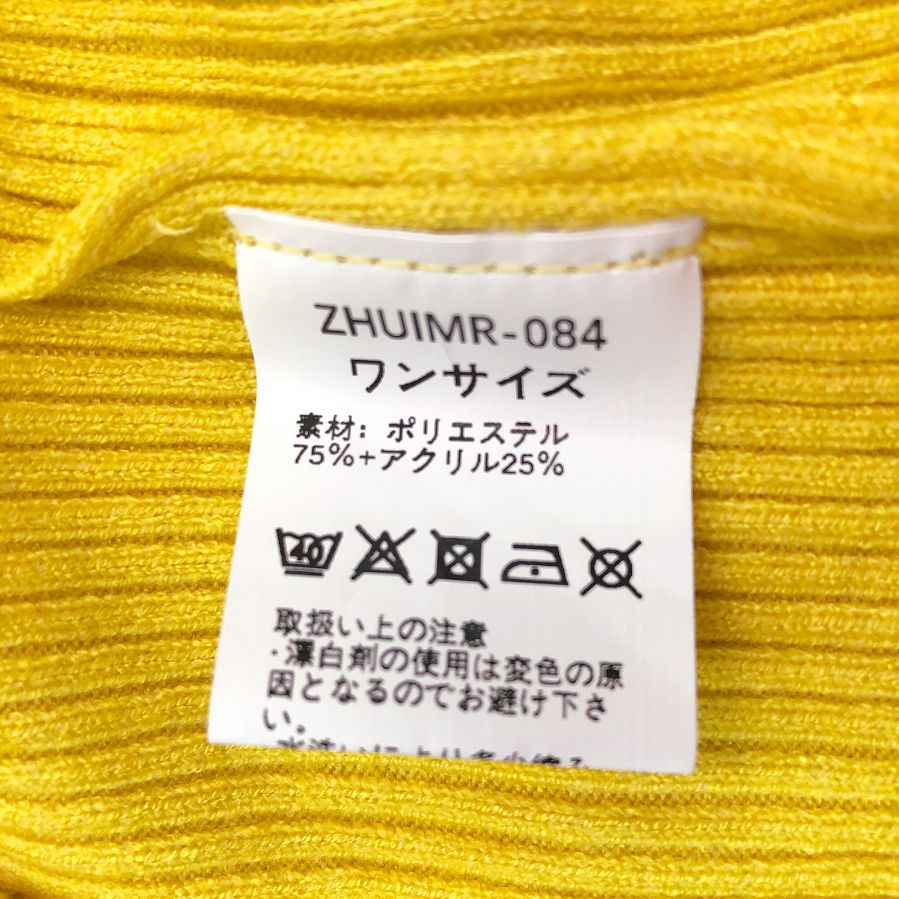 ZHUIMR-084
ワンサイズ
素材: ポリエステル
75%+アクリル25%
40
取扱い上の注意
・漂白剤の使用は変色の原
因となるのでお避け下さ
い。